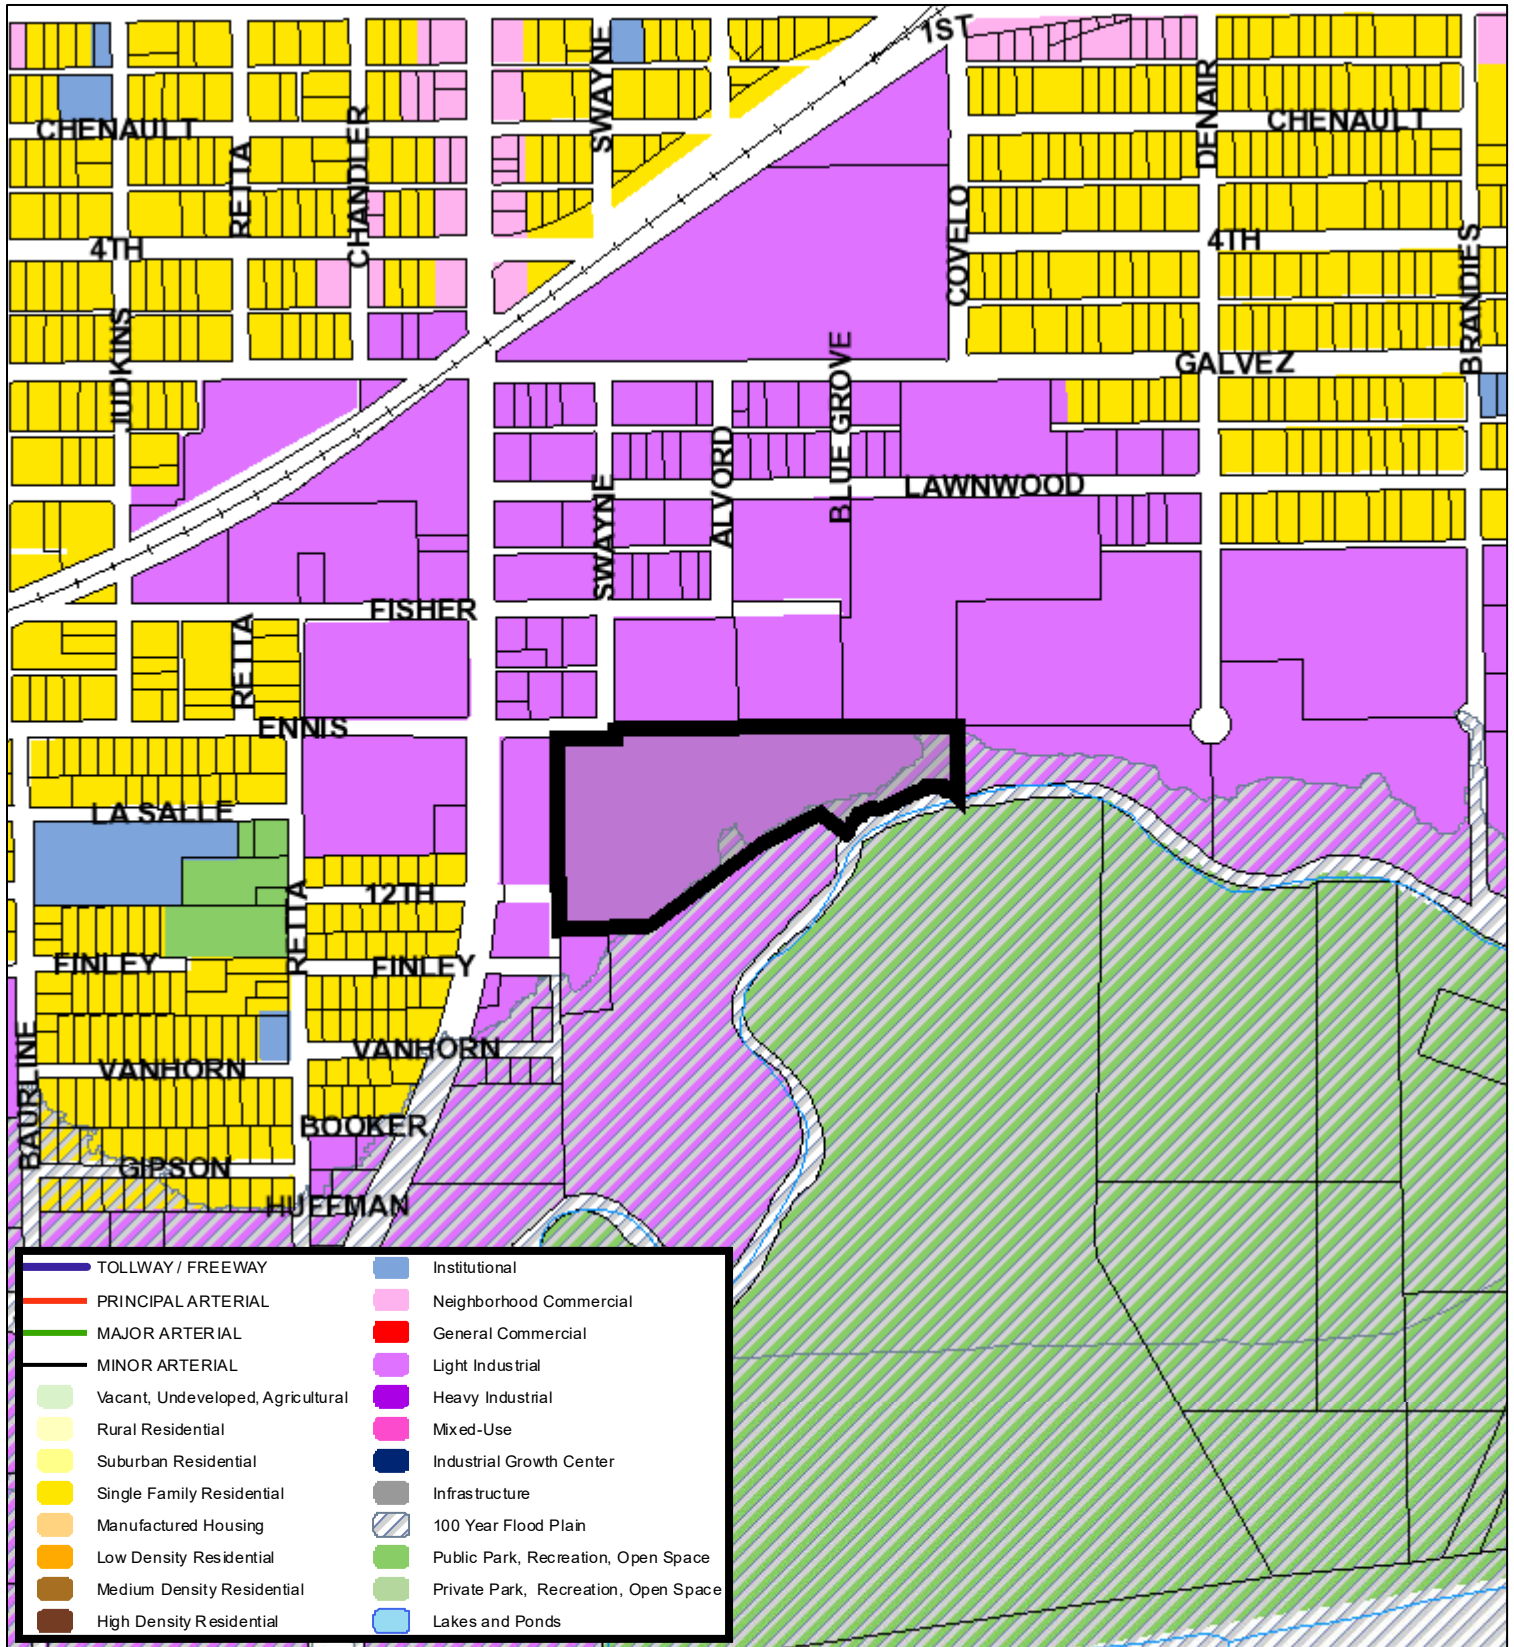 1ST
SWAYNE
CHENAULT
DENAIR
CHENAULT
RETTA
CHANDLER
4TH
COVELO
4TH
BRANDIES
JUDKINS
BLUE GROVE
GALVEZ
ALVORD
LAWNWOOD
SWAYNE
FISHER
RETTA
ENNIS
LA SALLE
12TH
RETTA
FINLEY
FINLEY
BAURLINE
VANHORN
VANHORN
BOOKER
GIPSON
HUFFMAN
TOLLWAY / FREEWAY
PRINCIPAL ARTERIAL
MAJOR ARTERIAL
MINOR ARTERIAL
Vacant, Undeveloped, Agricultural
Rural Residential
Suburban Residential
Single Family Residential
Manufactured Housing
Low Density Residential
Medium Density Residential
High Density Residential
Institutional
Neighborhood Commercial
General Commercial
Light Industrial
Heavy Industrial
Mixed-Use
Industrial Growth Center
Infrastructure
100 Year Flood Plain
Public Park, Recreation, Open Space
Private Park, Recreation, Open Space
Lakes and Ponds